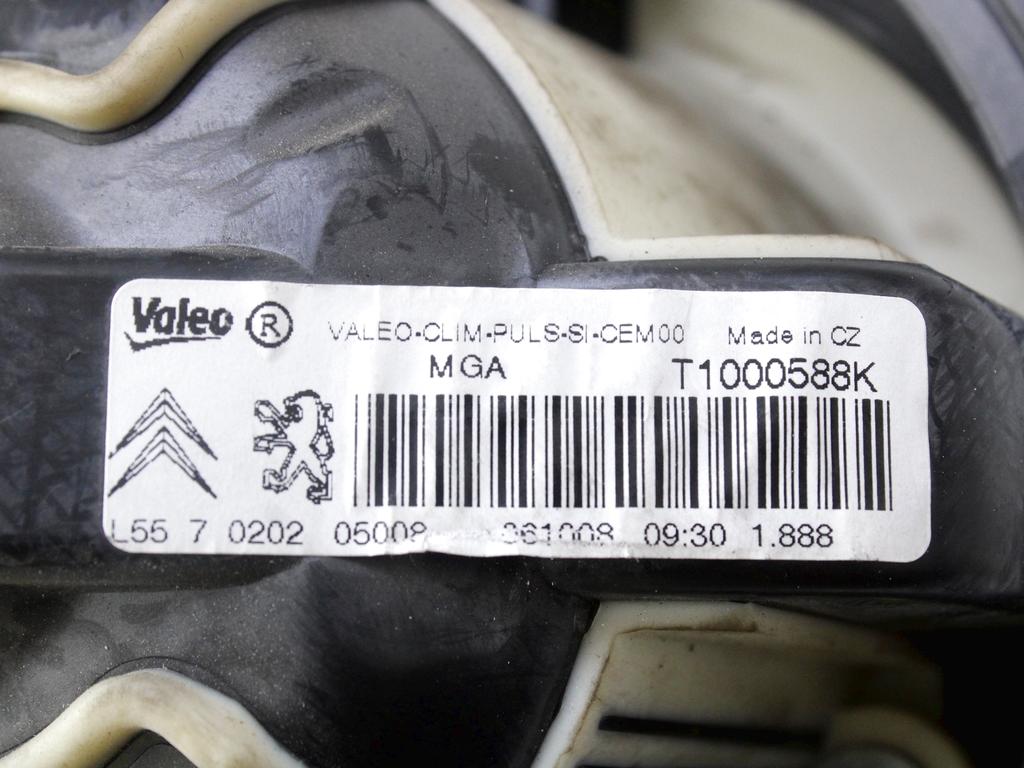 Valeo ® VALEO-CLIM-PULS-SI-CEM00 Made in CZ
MGA T1000588K
L55 7 0202 05008 061008 09:30 1.888